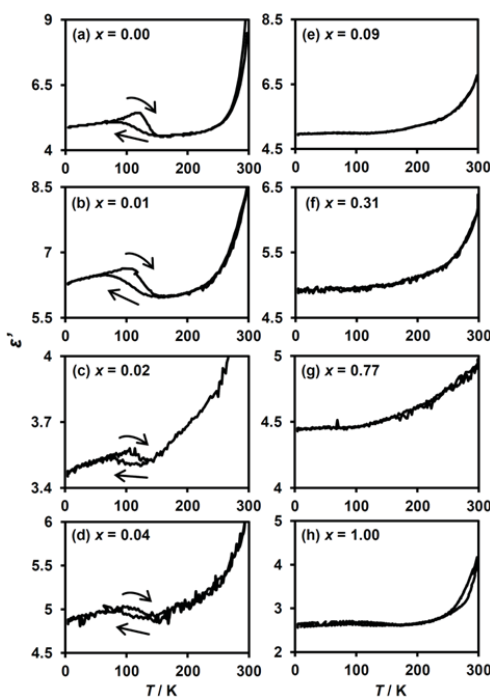 ε'
(a) x = 0.00
9
6.5
4
0 100 200 300
(b) x = 0.01
8.5
7
5.5
0 100 200 300
(c) x = 0.02
4
3.7
3.4
0 100 200 300
(d) x = 0.04
6
5.5
5
4.5
0 100 200 300
T / K
(e) x = 0.09
8.5
6.5
4.5
0 100 200 300
(f) x = 0.31
6.5
5.5
4.5
0 100 200 300
(g) x = 0.77
5
4.5
4
0 100 200 300
(h) x = 1.00
5
4
3
2
0 100 200 300
T / K